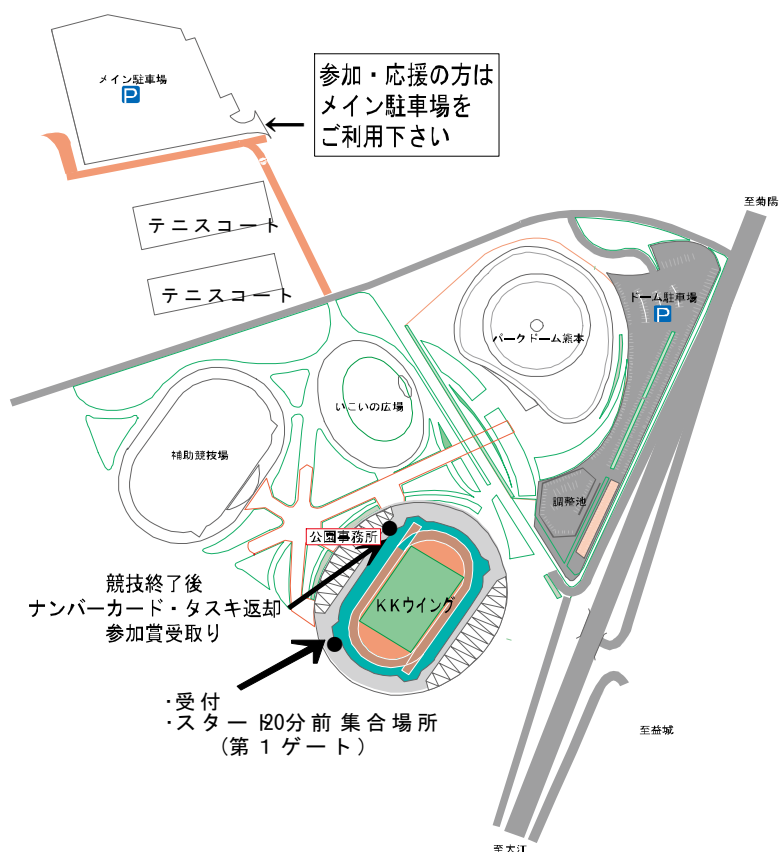 メイン駐車場
P
参加・応援の方は
メイン駐車場を
ご利用下さい
テニスコート
テニスコート
至菊陽
ドーム駐車場
P
パークドーム熊本
いこいの広場
補助競技場
調整池
公園事務所
KKウイング
競技終了後
ナンバーカード・タスキ返却
参加賞受取り
・受付
・スタート20分前集合場所
(第1ゲート)
至益城
至大江